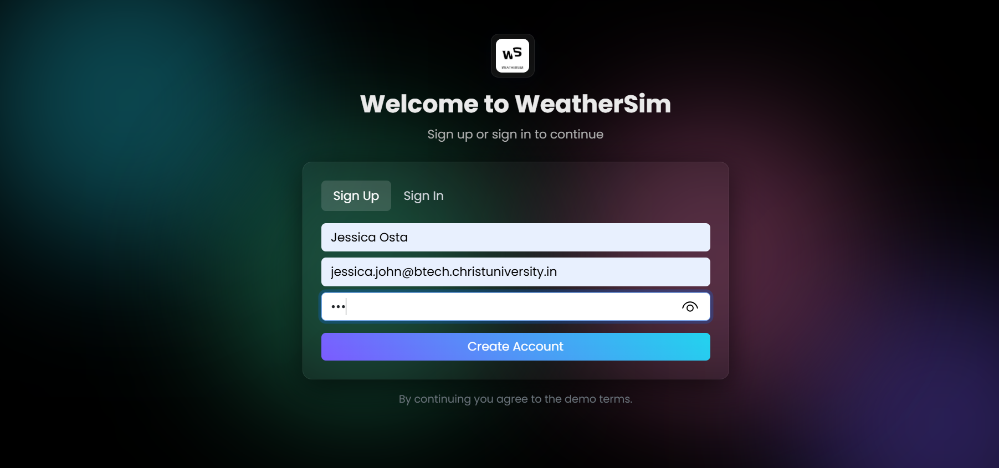 WS
WEATHERSIM
Welcome to WeatherSim
Sign up or sign in to continue
Sign Up Sign In
Jessica Osta
jessica.john@btech.christuniversity.in
•••
Create Account
By continuing you agree to the demo terms.